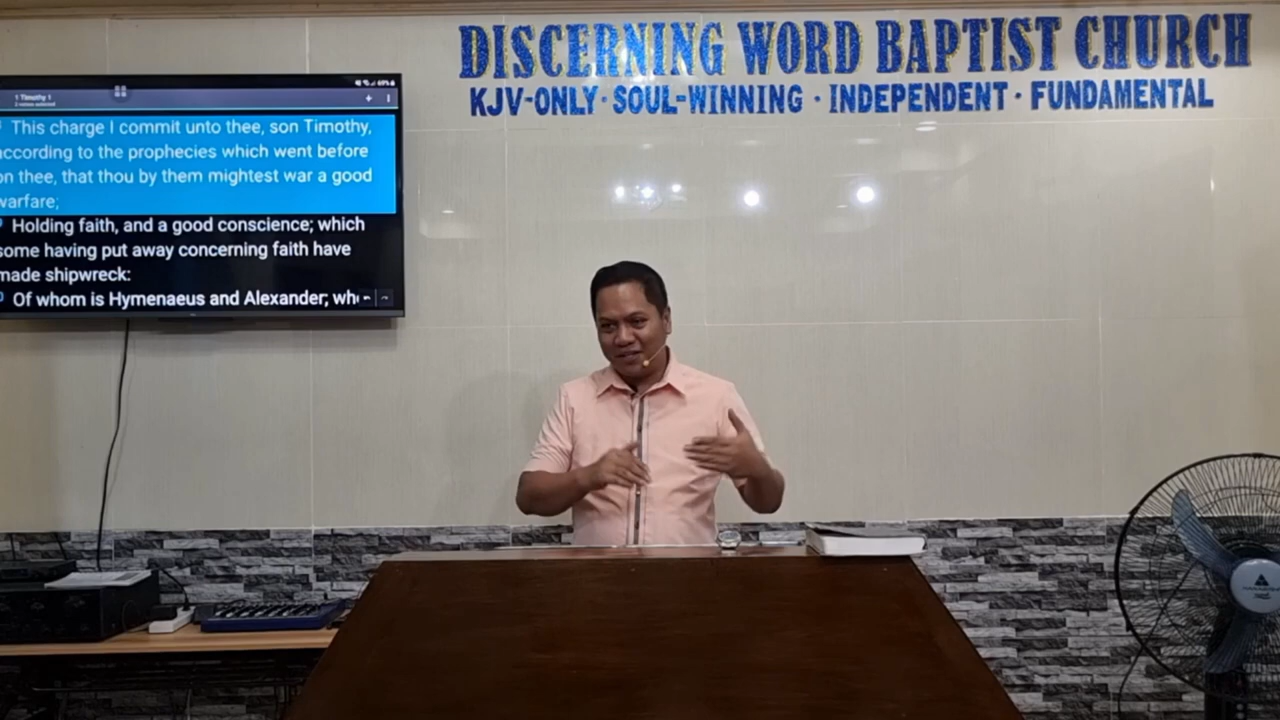 DISCERNING WORD BAPTIST CHURCH
KJV-ONLY · SOUL-WINNING · INDEPENDENT · FUNDAMENTAL
1 Timothy 1
This charge I commit unto thee, son Timothy,
according to the prophecies which went before
on thee, that thou by them mightest war a good
warfare;
Holding faith, and a good conscience; which
some having put away concerning faith have
made shipwreck:
Of whom is Hymenaeus and Alexander;